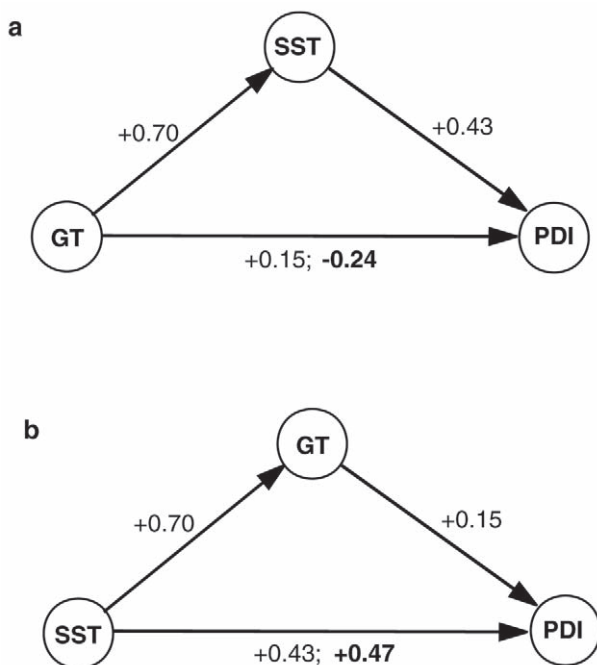 a
SST
+0.70
+0.43
GT
PDI
+0.15; -0.24
b
GT
+0.70
+0.15
SST
PDI
+0.43; +0.47